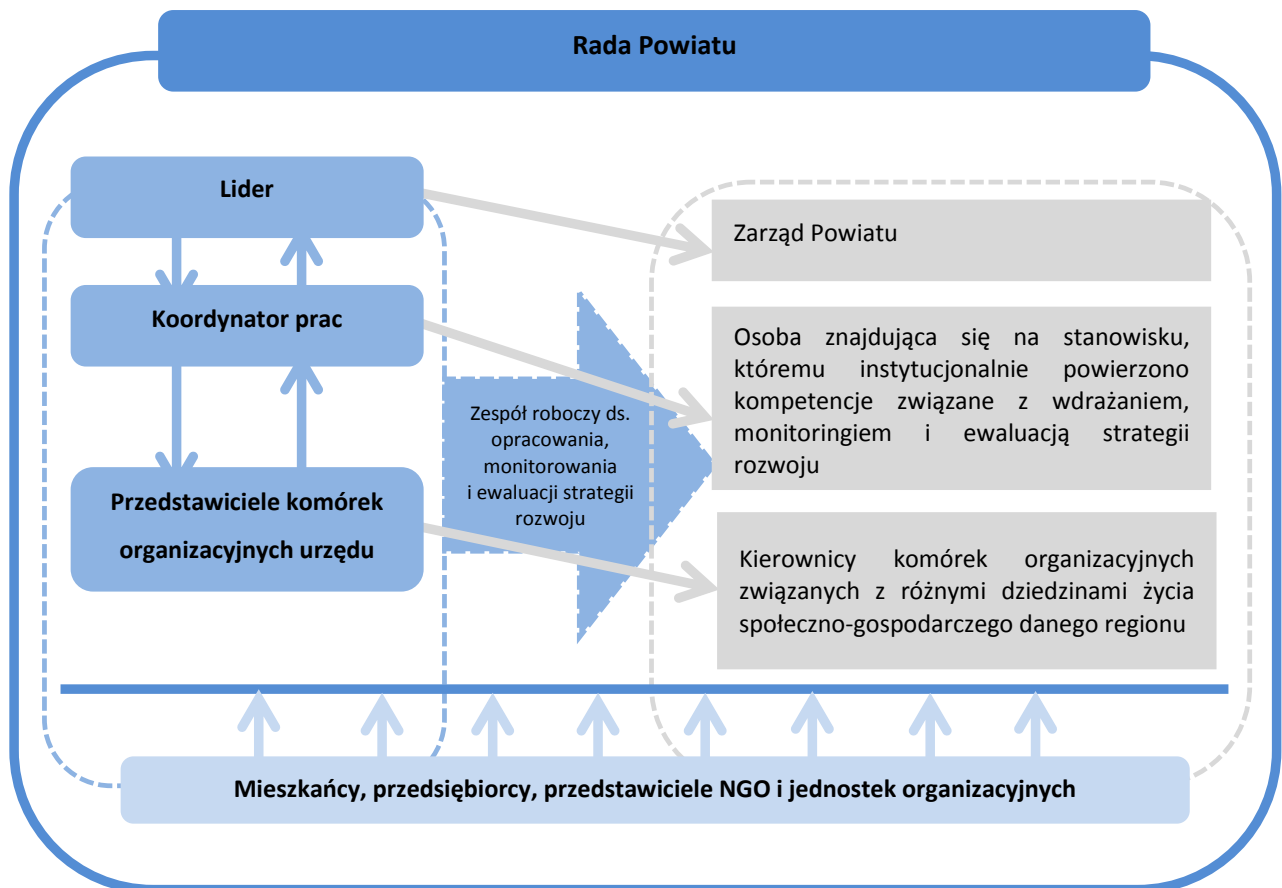 Rada Powiatu
Lider
Koordynator prac
Przedstawiciele komórek
organizacyjnych urzędu
Zespół roboczy ds.
opracowania,
monitorowania
i ewaluacji strategii
rozwoju
Zarząd Powiatu
Osoba znajdująca się na stanowisku,
któremu instytucjonalnie powierzono
kompetencje związane z wdrażaniem,
monitoringiem i ewaluacją strategii
rozwoju
Kierownicy komórek organizacyjnych
związanych z różnymi dziedzinami życia
społeczno-gospodarczego danego regionu
Mieszkańcy, przedsiębiorcy, przedstawiciele NGO i jednostek organizacyjnych